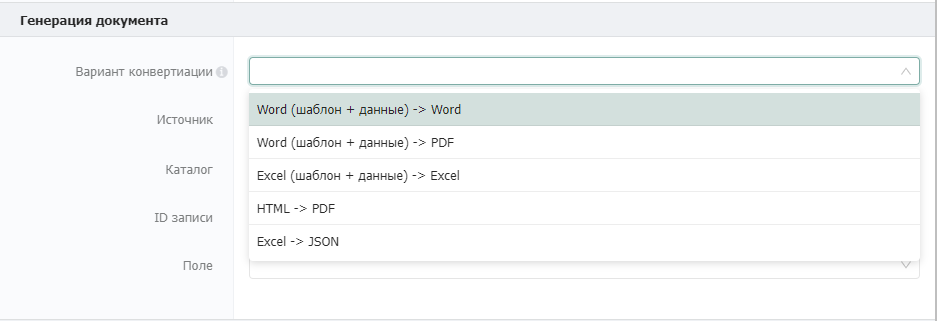 Генерация документа
Вариант конвертиации
Word (шаблон + данные) -> Word
Источник
Word (шаблон + данные) -> PDF
Каталог
Excel (шаблон + данные) -> Excel
ID записи
HTML -> PDF
Excel -> JSON
Поле